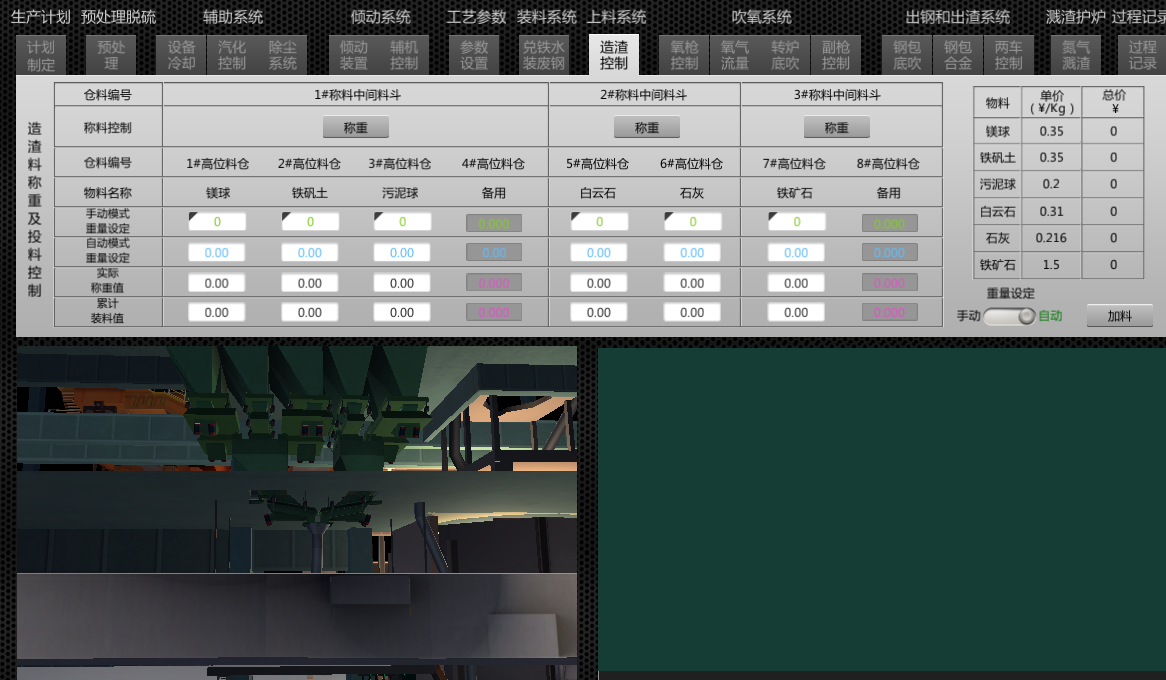 生产计划 预处理脱硫 辅助系统 倾动系统 工艺参数 装料系统 上料系统 吹氧系统 出钢和出渣系统 溅渣护炉 过程记录
计划制定 预处理 设备冷却 汽化控制 除尘系统 倾动装置 辅机控制 参数设置 兑铁水装废钢 造渣控制 氧枪控制 氧气流量 转炉底吹 副枪控制 钢包底吹 钢包合金 两车控制 氮气溅渣 过程记录
造渣料称重及投料控制
仓料编号 1#称料中间料斗 2#称料中间料斗 3#称料中间料斗
称料控制 称重 称重 称重
仓料编号 1#高位料仓 2#高位料仓 3#高位料仓 4#高位料仓 5#高位料仓 6#高位料仓 7#高位料仓 8#高位料仓
物料名称 镁球 铁矾土 污泥球 备用 白云石 石灰 铁矿石 备用
手动模式重量设定 0 0 0 0.000 0 0 0 0.000
自动模式重量设定 0.00 0.00 0.00 0.00 0.00 0.00 0.00 0.000
实际称重值 0.00 0.00 0.00 0.000 0.00 0.00 0.00 0.000
累计装料值 0.00 0.00 0.00 0.000 0.00 0.00 0.00 0.000
物料 单价(¥/Kg) 总价¥
镁球 0.35 0
铁矾土 0.35 0
污泥球 0.2 0
白云石 0.31 0
石灰 0.216 0
铁矿石 1.5 0
重量设定
手动 自动 加料